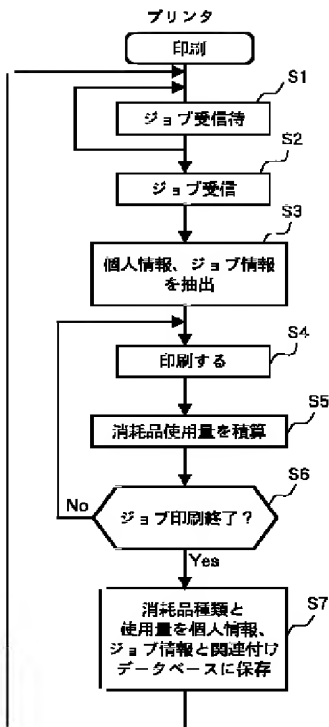 プリンタ
印刷
S1
ジョブ受信待
S2
ジョブ受信
S3
個人情報、ジョブ情報
を抽出
S4
印刷する
S5
消耗品使用量を積算
S6
ジョブ印刷終了？
No
Yes
S7
消耗品種類と
使用量を個人情報、
ジョブ情報と関連付け
データベースに保存